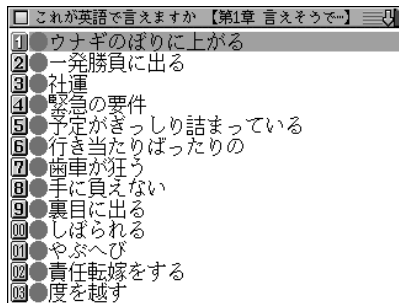 これが英語で言えますか 【第1章 言えそうで…】
1●ウナギのぼりに上がる
2●一発勝負に出る
3●社運
4●緊急の要件
5●予定がぎっしり詰まっている
6●行き当たりばったりの
7●歯車が狂う
8●手に負えない
9●裏目に出る
00●しぼられる
01●やぶへび
02●責任転嫁をする
03●度を越す